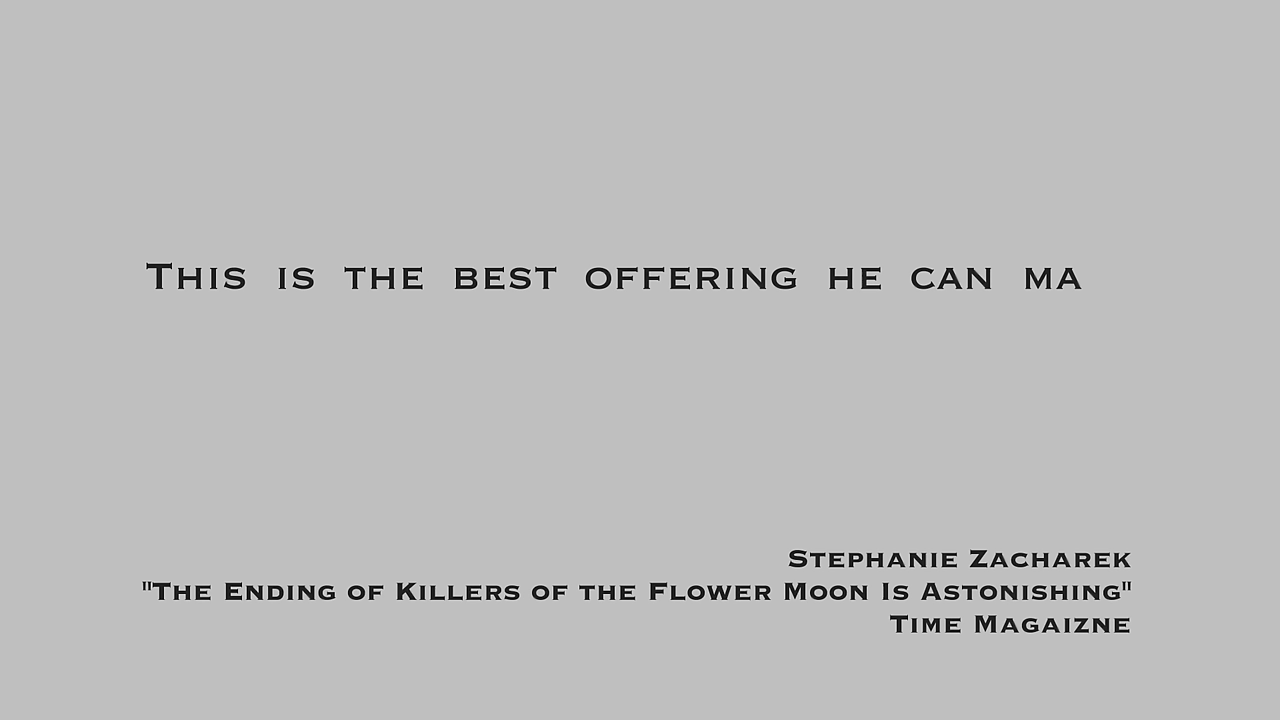 This is the best offering he can ma
Stephanie Zacharek
"The Ending of Killers of the Flower Moon Is Astonishing"
Time Magaizne